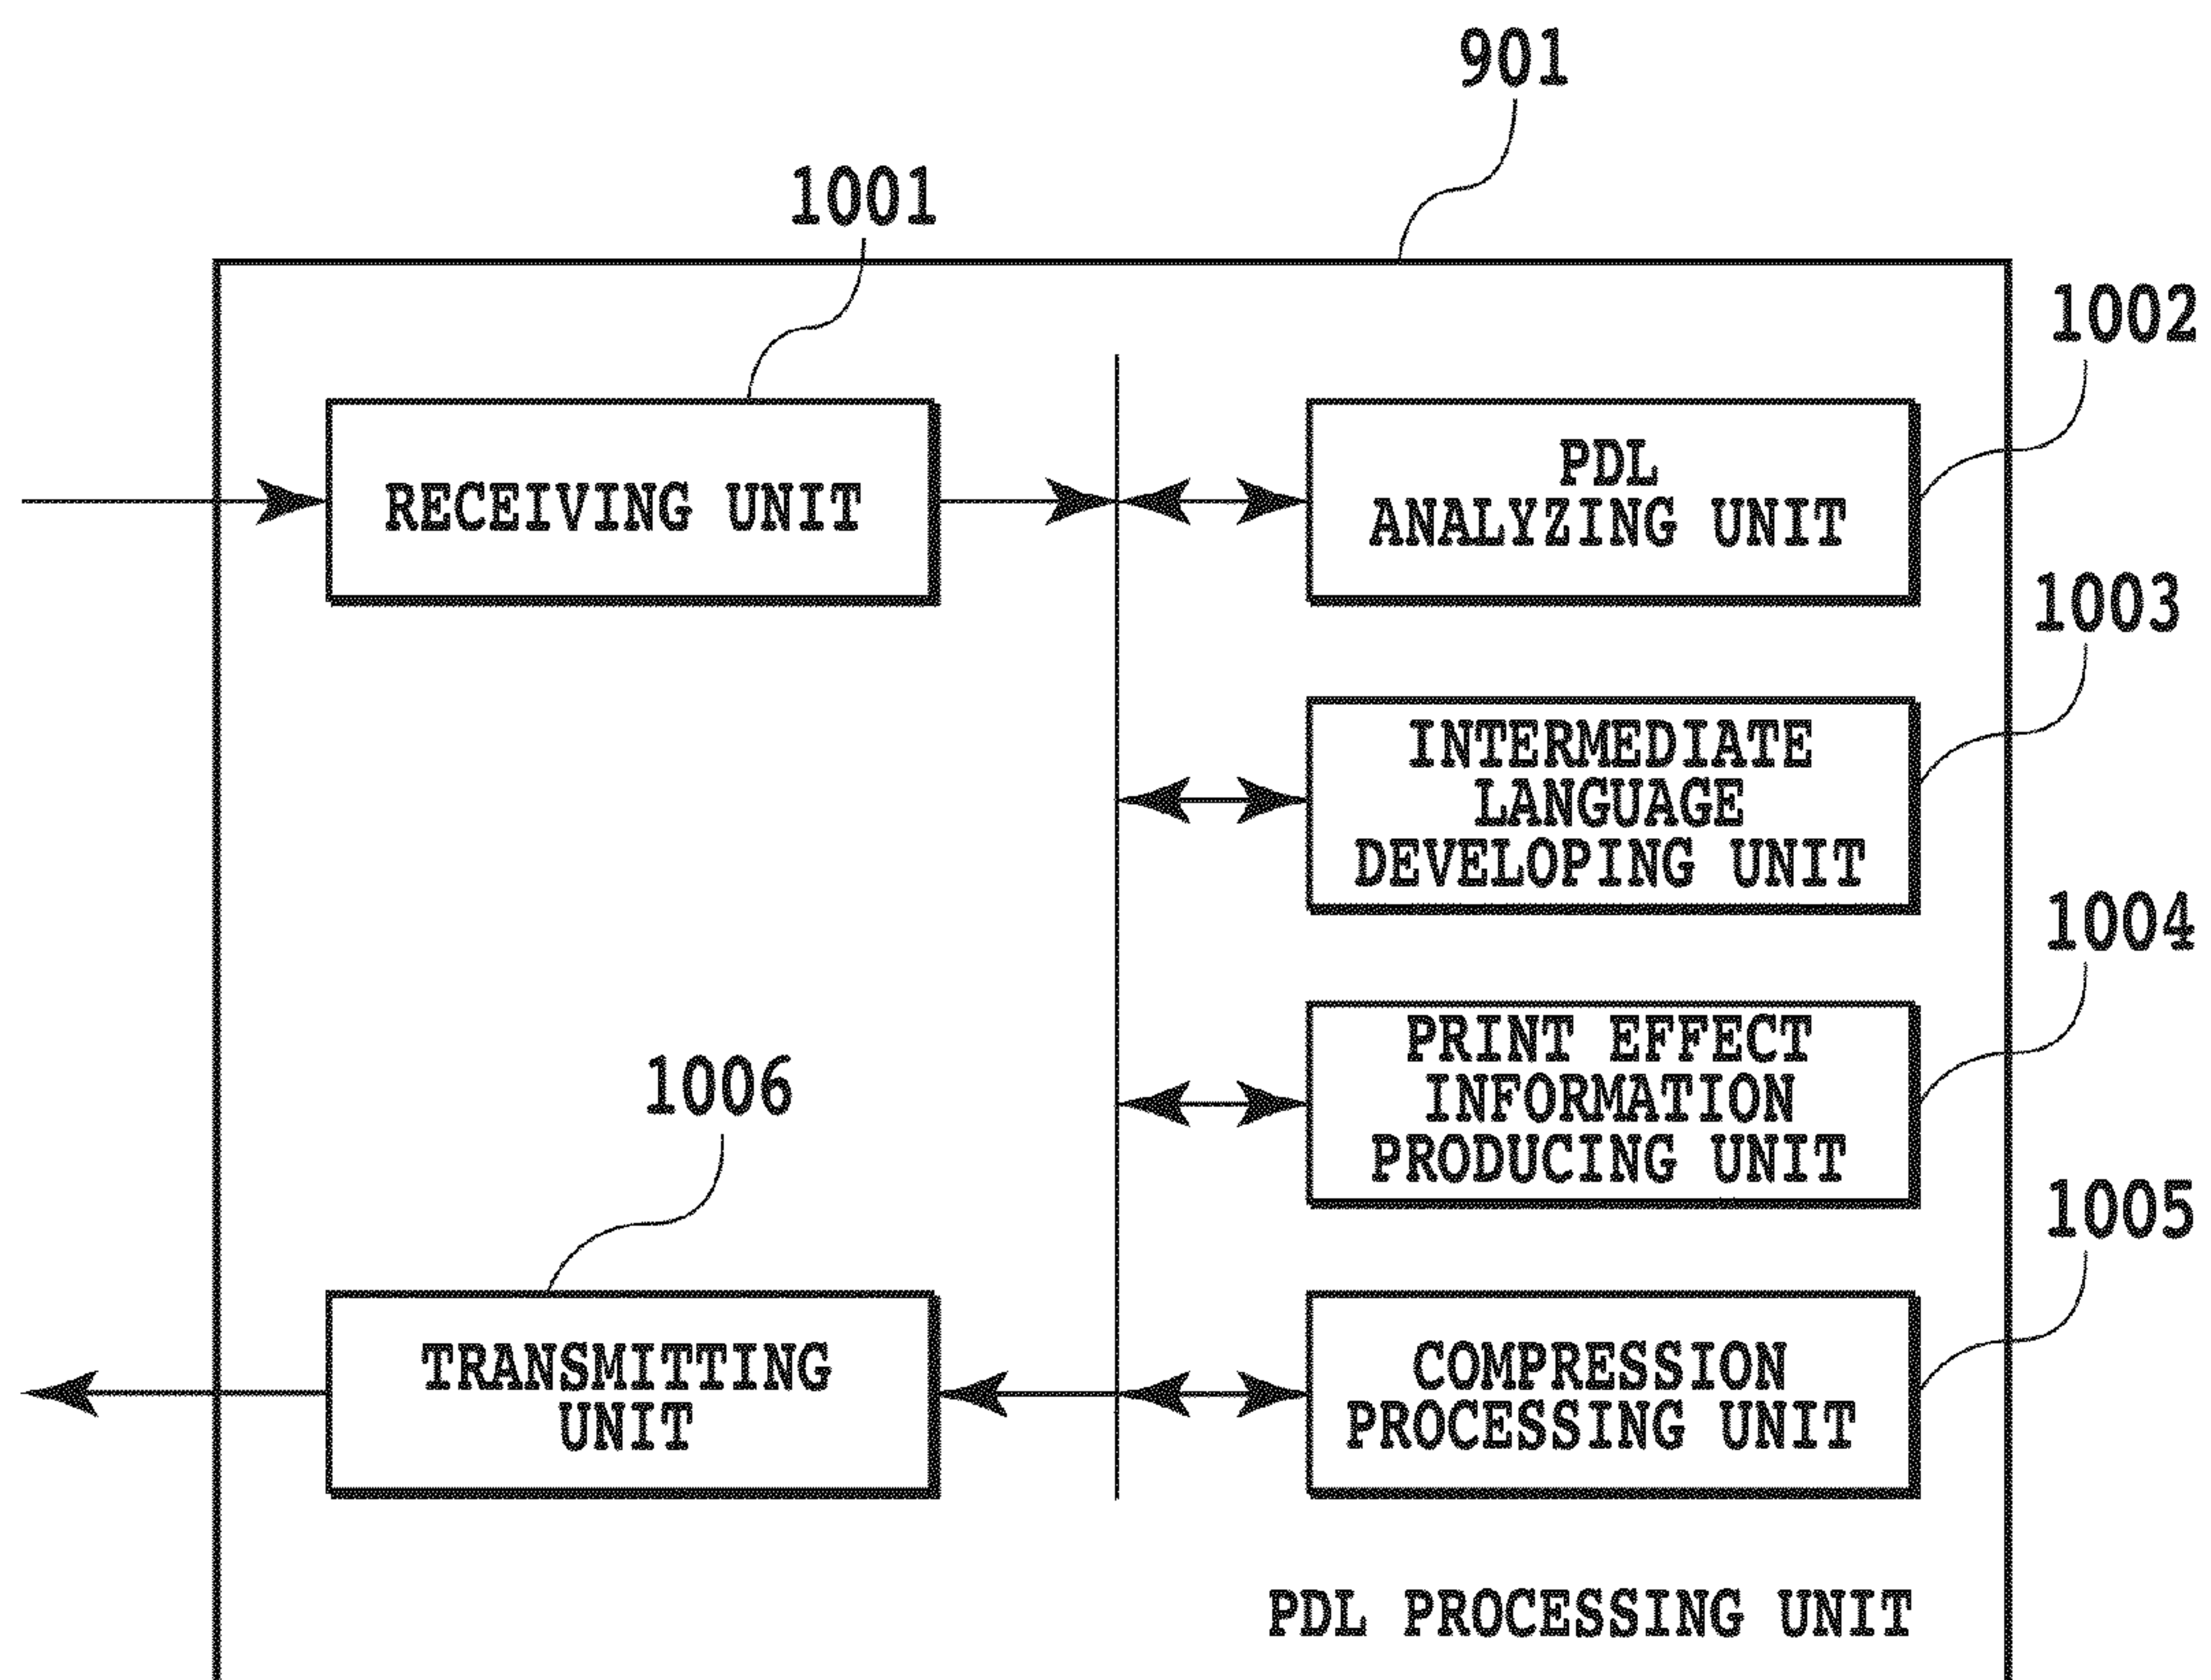 901
1001
1002
RECEIVING UNIT
PDL
ANALYZING UNIT
1003
INTERMEDIATE
LANGUAGE
DEVELOPING UNIT
1004
PRINT EFFECT
INFORMATION
PRODUCING UNIT
1006
1005
TRANSMITTING
UNIT
COMPRESSION
PROCESSING UNIT
PDL PROCESSING UNIT